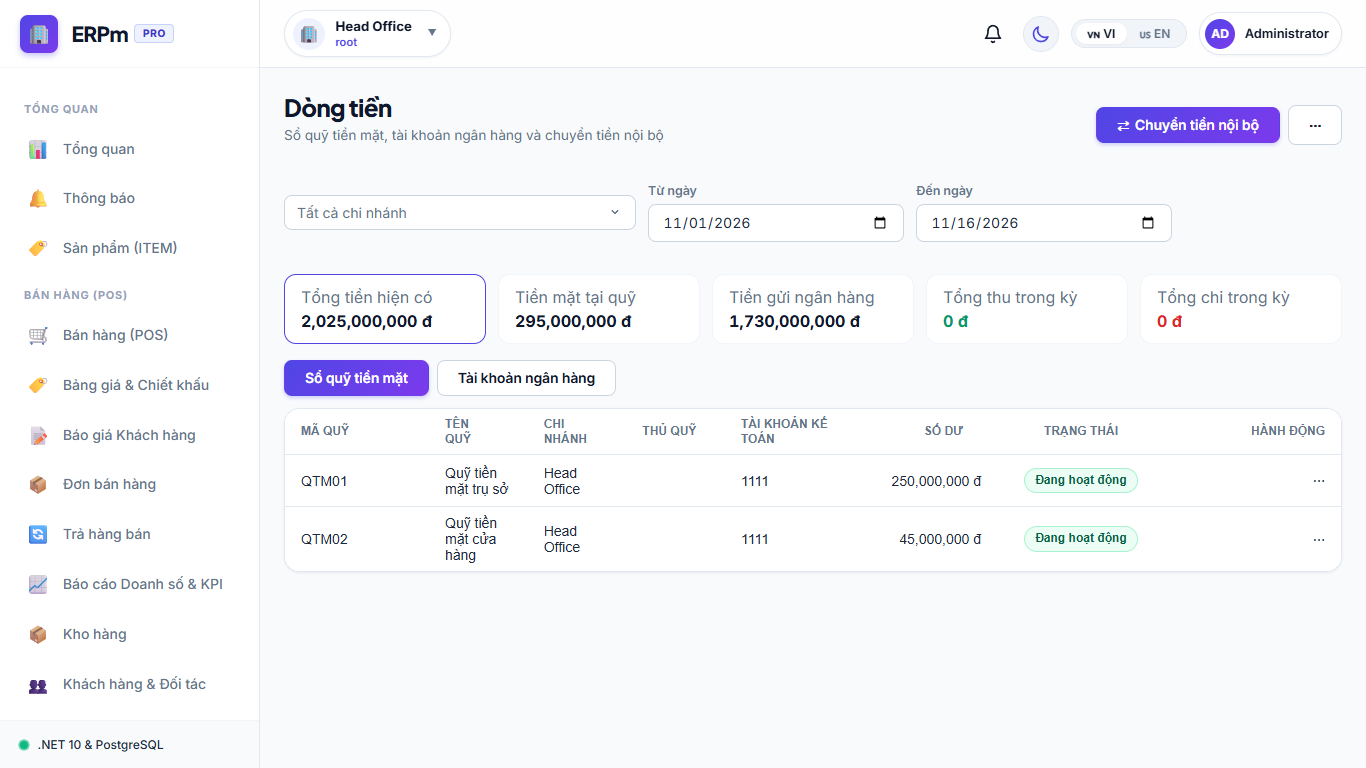 ERPm PRO
Head Office
root
VN VI
US EN
AD
Administrator
TỔNG QUAN
Tổng quan
Thông báo
Sản phẩm (ITEM)
BÁN HÀNG (POS)
Bán hàng (POS)
Bảng giá & Chiết khấu
Báo giá Khách hàng
Đơn bán hàng
Trả hàng bán
Báo cáo Doanh số & KPI
Kho hàng
Khách hàng & Đối tác
.NET 10 & PostgreSQL
Dòng tiền
Sổ quỹ tiền mặt, tài khoản ngân hàng và chuyển tiền nội bộ
⇄ Chuyển tiền nội bộ
...
Tất cả chi nhánh
Từ ngày
11/01/2026
Đến ngày
11/16/2026
Tổng tiền hiện có
2,025,000,000 đ
Tiền mặt tại quỹ
295,000,000 đ
Tiền gửi ngân hàng
1,730,000,000 đ
Tổng thu trong kỳ
0 đ
Tổng chi trong kỳ
0 đ
Sổ quỹ tiền mặt
Tài khoản ngân hàng
MÃ QUỸ
TÊN
QUỸ
CHI
NHÁNH
THỦ QUỸ
TÀI KHOẢN KẾ
TOÁN
SỐ DƯ
TRẠNG THÁI
HÀNH ĐỘNG
QTM01
Quỹ tiền
mặt trụ sở
Head
Office
1111
250,000,000 đ
Đang hoạt động
...
QTM02
Quỹ tiền
mặt cửa
hàng
Head
Office
1111
45,000,000 đ
Đang hoạt động
...